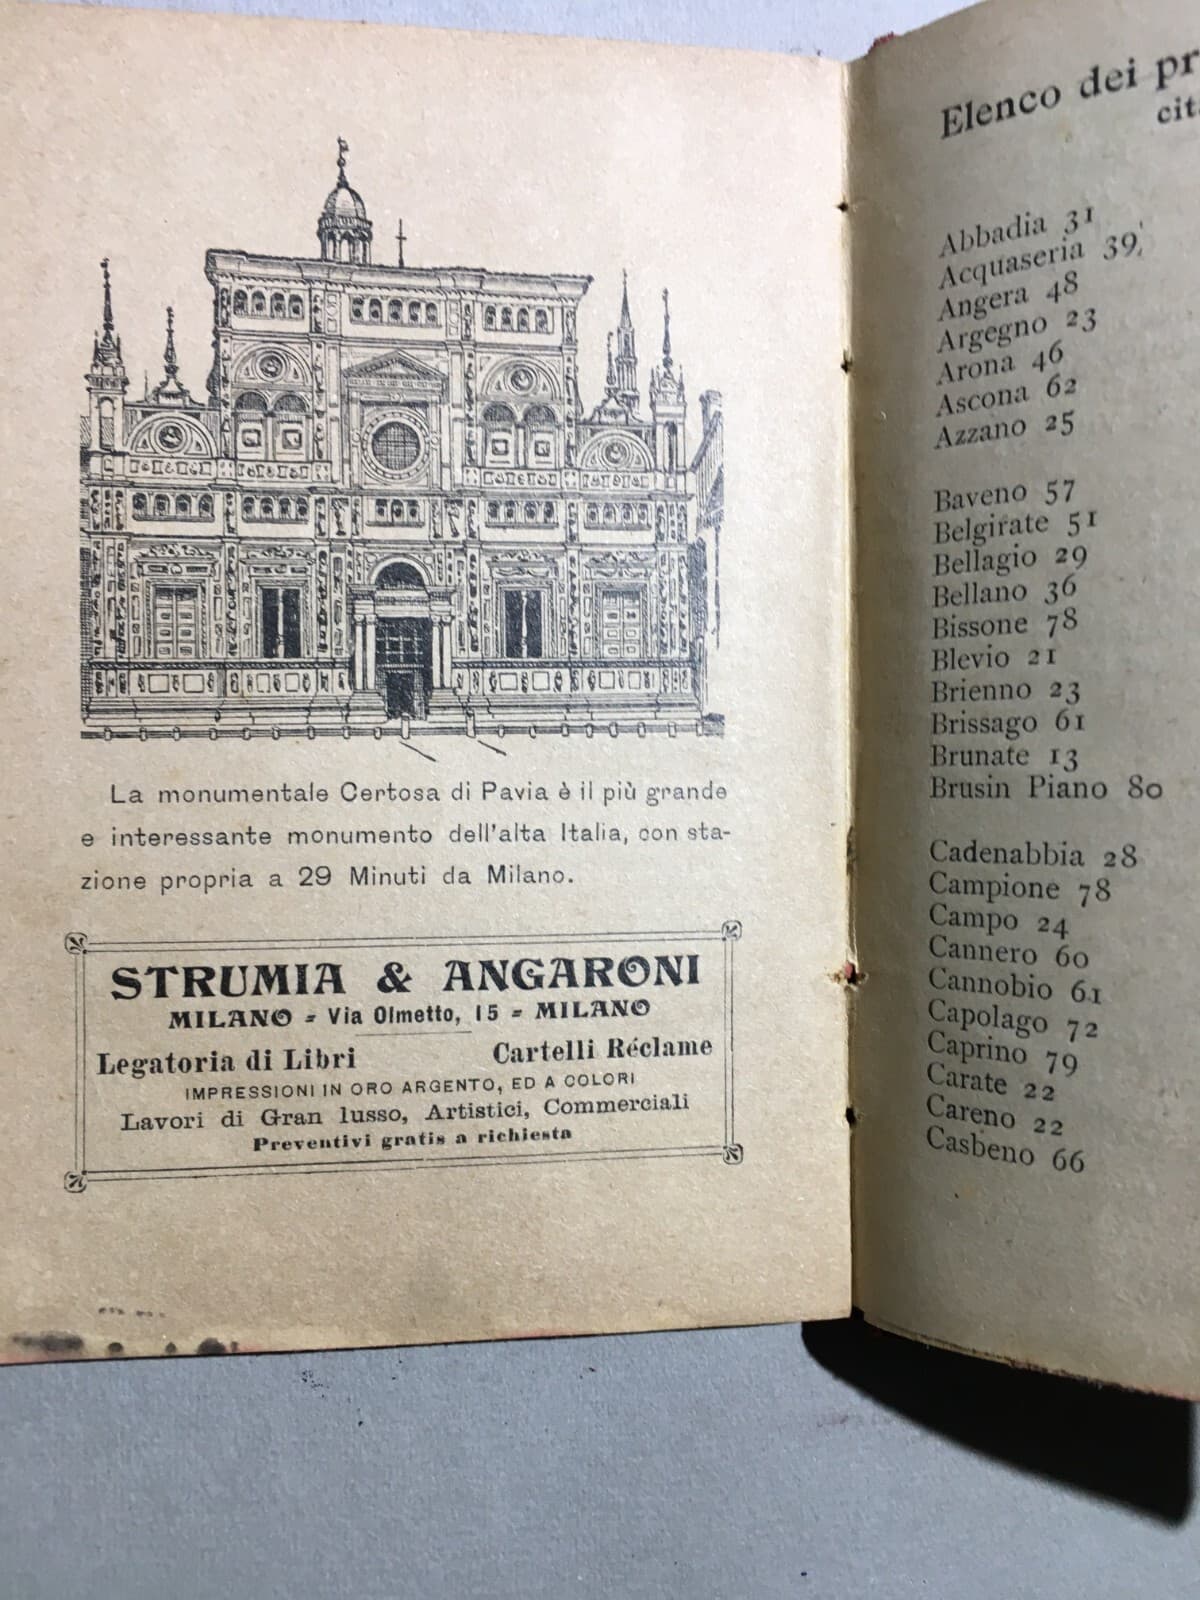 La monumentale Certosa di Pavia è il più grande
e interessante monumento dell'alta Italia, con sta-
zione propria a 29 Minuti da Milano.
STRUMIA & ANGARONI
MILANO = Via Olmetto, 15 = MILANO
Legatoria di Libri Cartelli Réclame
IMPRESSIONI IN ORO ARGENTO, ED A COLORI
Lavori di Gran lusso, Artistici, Commerciali
Preventivi gratis a richiesta
Elenco dei pr
cit
Abbadia 31
Acquaseria 39
Angera 48
Argegno 23
Arona 46
Ascona 62
Azzano 25
Baveno 57
Belgirate 51
Bellagio 29
Bellano 36
Bissone 78
Blevio 21
Brienno 23
Brissago 61
Brunate 13
Brusin Piano 80
Cadenabbia 28
Campione 78
Campo 24
Cannero 60
Cannobio 61
Capolago 72
Caprino 79
Carate 22
Careno 22
Casbeno 66